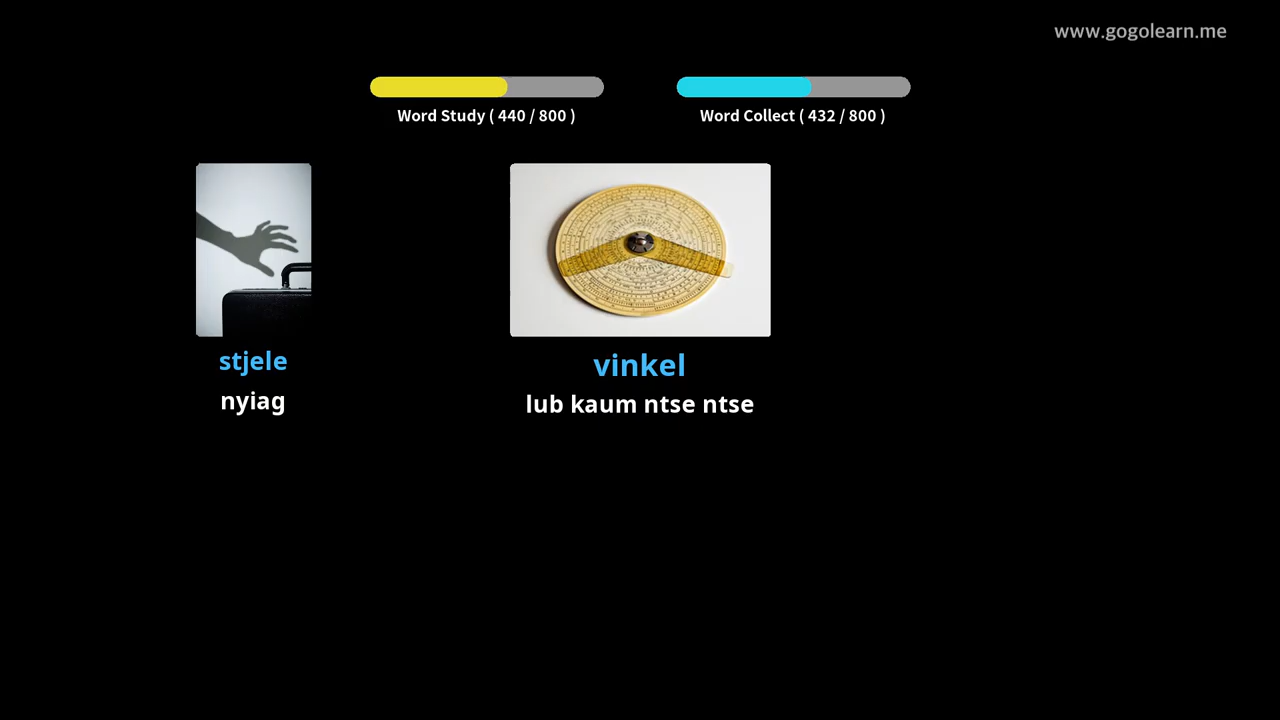 www.gogolearn.me
Word Study ( 440 / 800 )
Word Collect ( 432 / 800 )
stjele
nyiag
vinkel
lub kaum ntse ntse